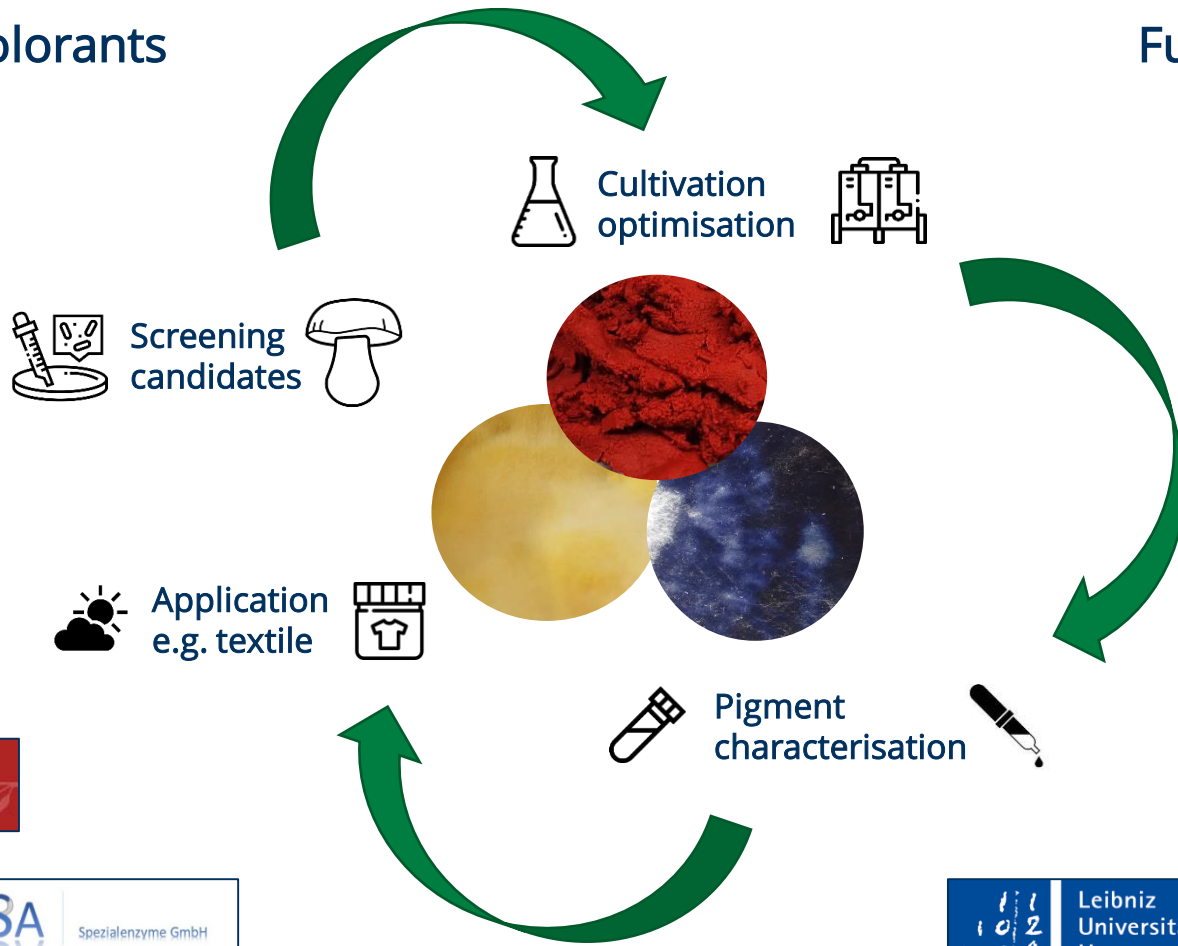 olorants
Fu
Cultivation
optimisation
Screening
candidates
Application
e.g. textile
Pigment
characterisation
Spezialenzyme GmbH
Leibniz
Universit